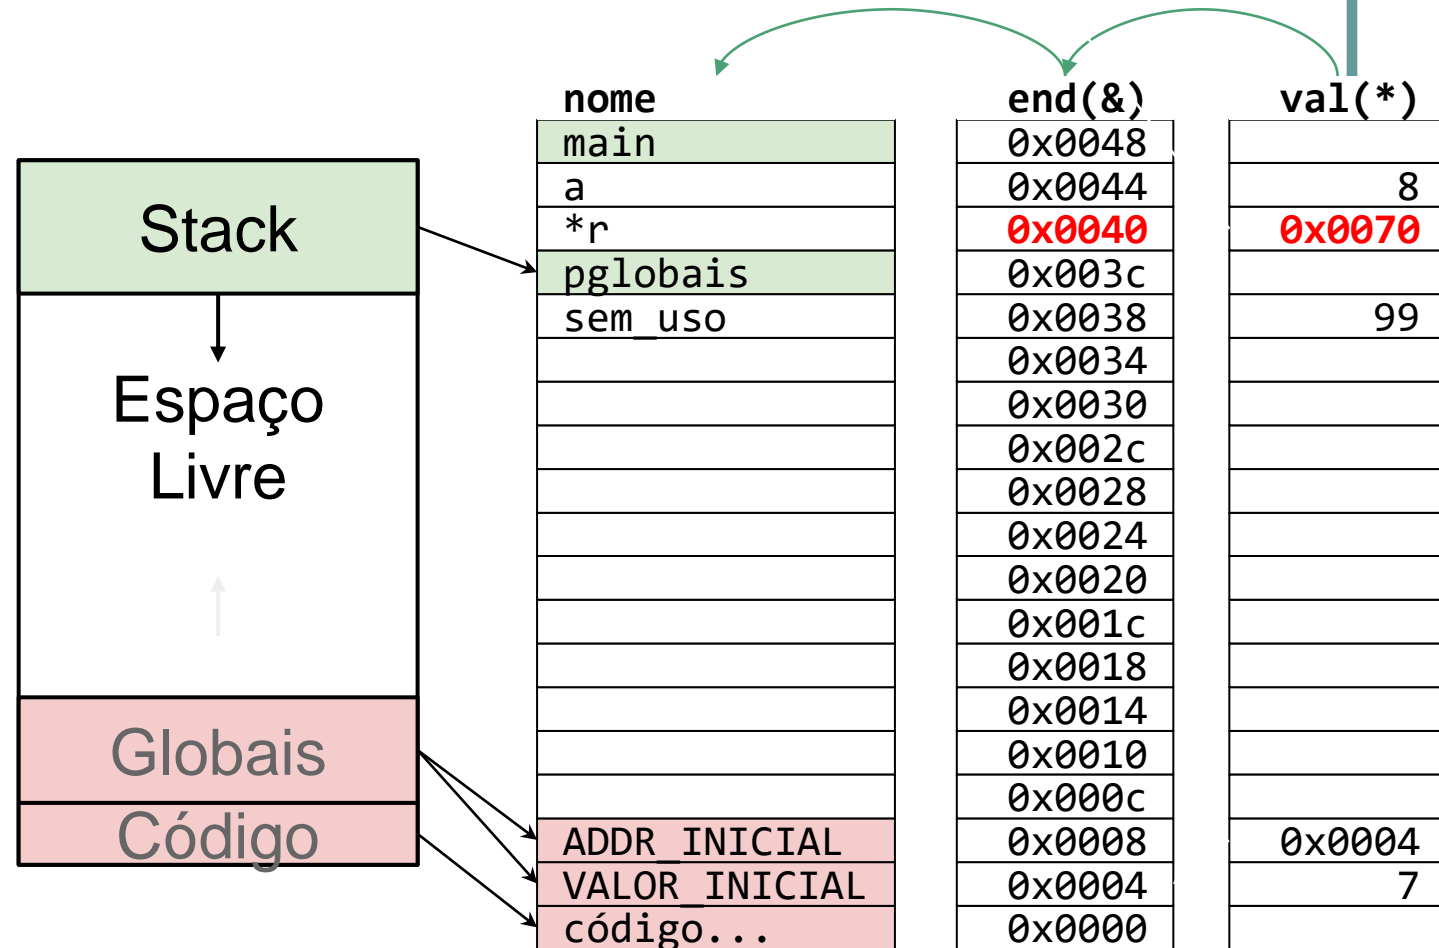 nome end(&) val(*)
main 0x0048
a 0x0044 8
*r 0x0040 0x0070
pglobais 0x003c
sem_uso 0x0038 99
0x0034
0x0030
0x002c
0x0028
0x0024
0x0020
0x001c
0x0018
0x0014
0x0010
0x000c
ADDR_INICIAL 0x0008 0x0004
VALOR_INICIAL 0x0004 7
código... 0x0000
Stack
Espaço
Livre
Globais
Código